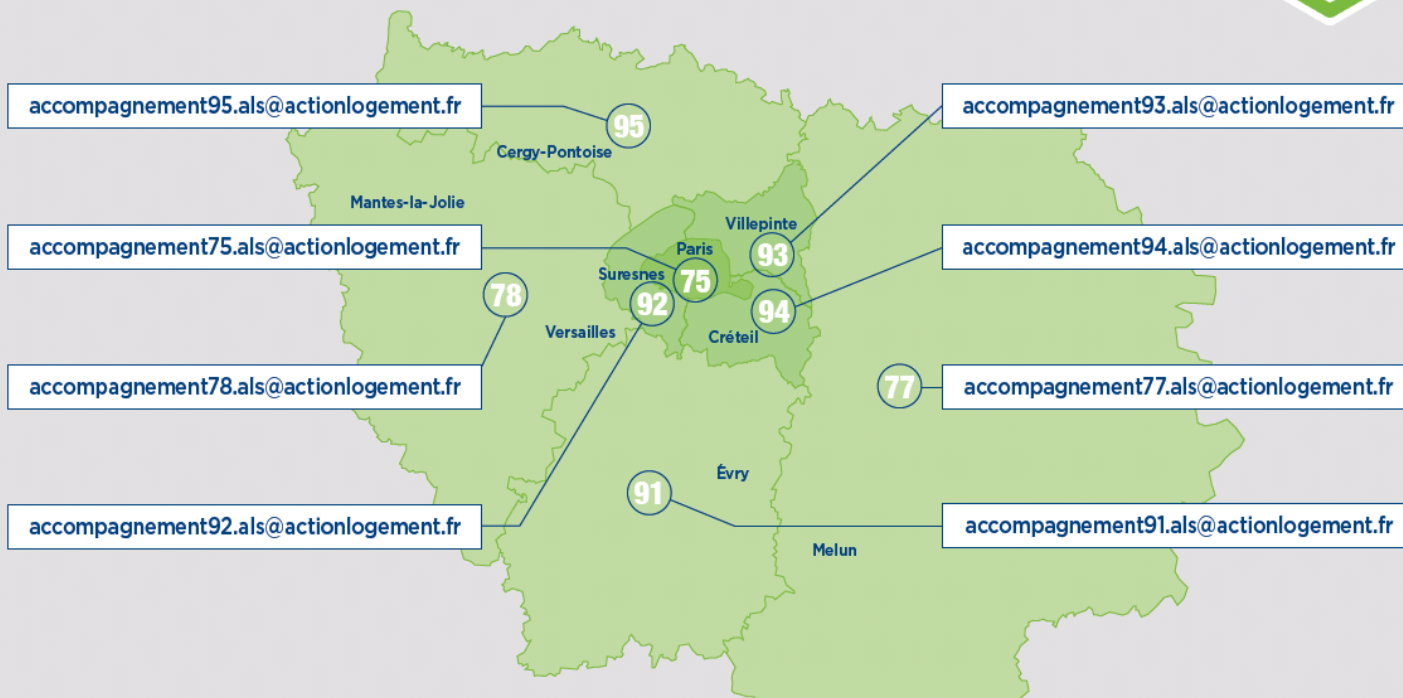 accompagnement95.als@actionlogement.fr
accompagnement93.als@actionlogement.fr
95
Cergy-Pontoise
Mantes-la-Jolie
Villepinte
accompagnement75.als@actionlogement.fr
Paris
93
accompagnement94.als@actionlogement.fr
Suresnes
75
78
92
94
Versailles
Créteil
accompagnement78.als@actionlogement.fr
77
accompagnement77.als@actionlogement.fr
Évry
91
accompagnement92.als@actionlogement.fr
accompagnement91.als@actionlogement.fr
Melun